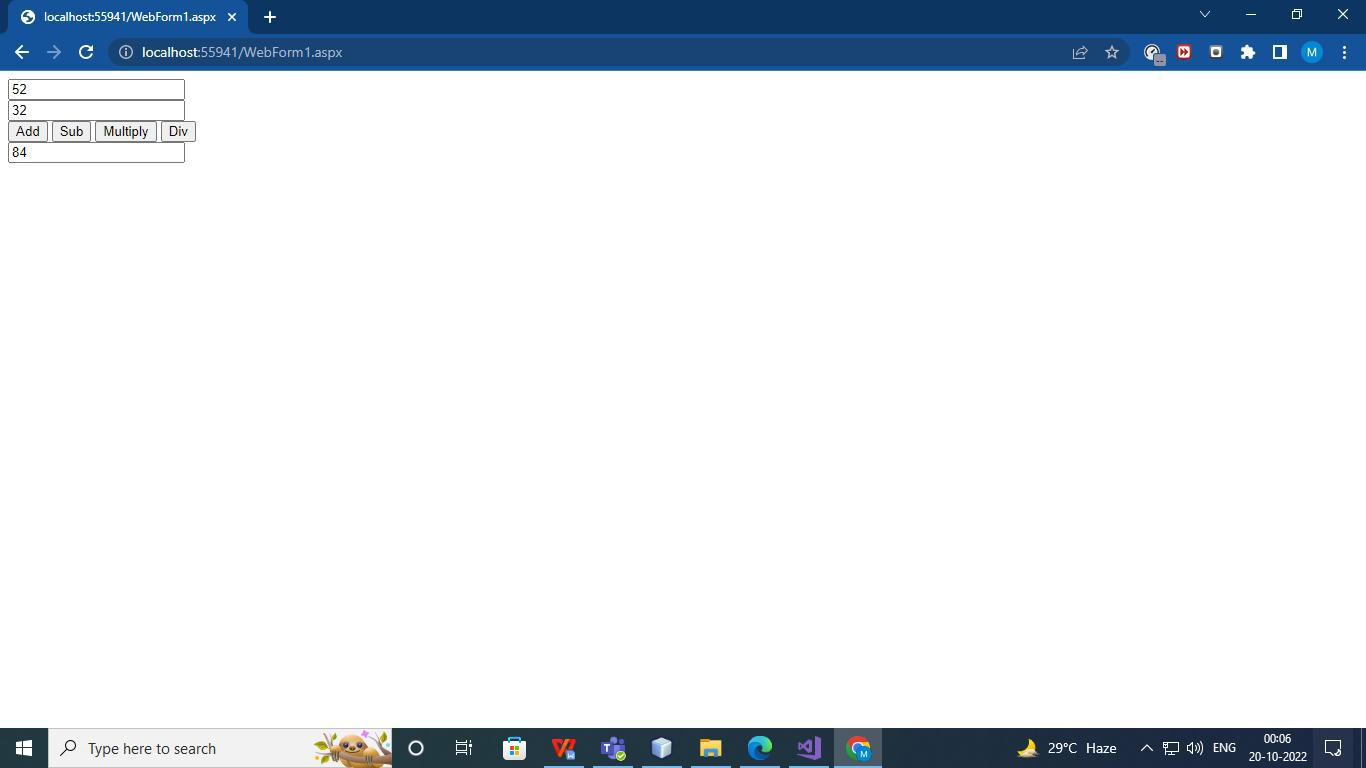 localhost:55941/WebForm1.aspx
localhost:55941/WebForm1.aspx
M
52
32
Add Sub Multiply Div
84
Type here to search
29°C Haze
ENG
00:06
20-10-2022